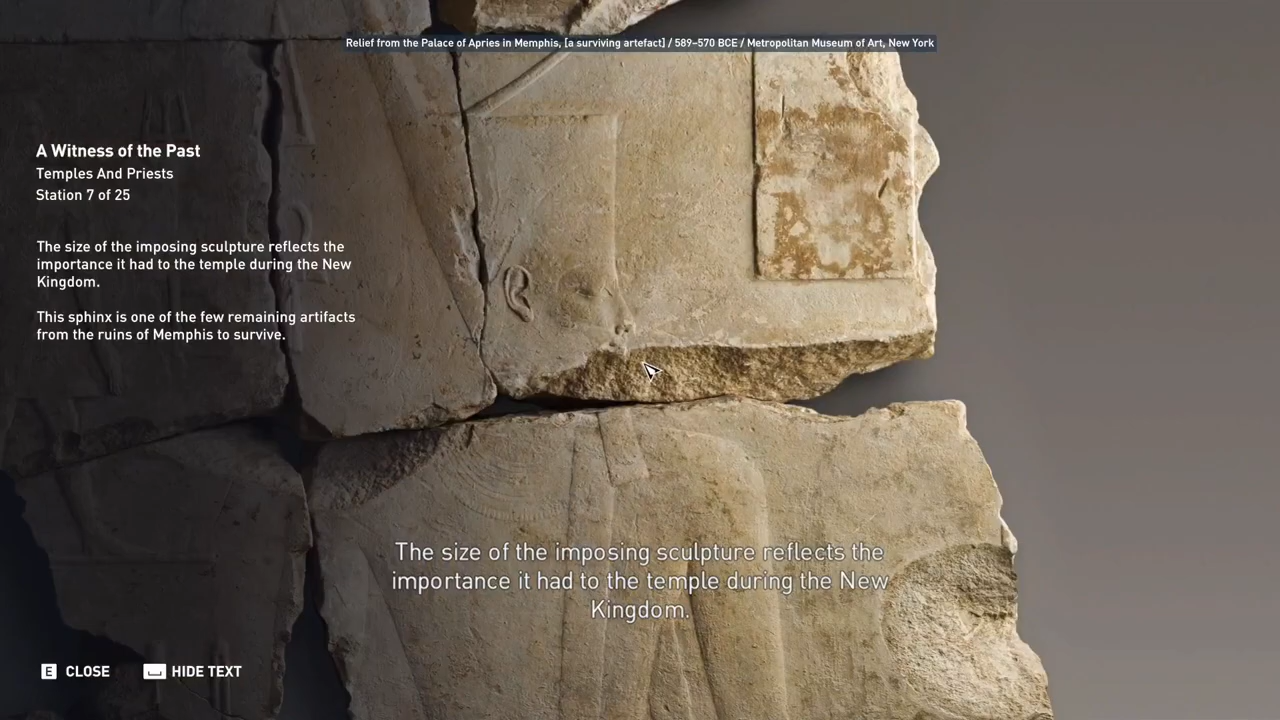 Relief from the Palace of Apries in Memphis, [a surviving artefact] / 589–570 BCE / Metropolitan Museum of Art, New York
A Witness of the Past
Temples And Priests
Station 7 of 25
The size of the imposing sculpture reflects the
importance it had to the temple during the New
Kingdom.
This sphinx is one of the few remaining artifacts
from the ruins of Memphis to survive.
The size of the imposing sculpture reflects the
importance it had to the temple during the New
Kingdom.
E CLOSE
HIDE TEXT